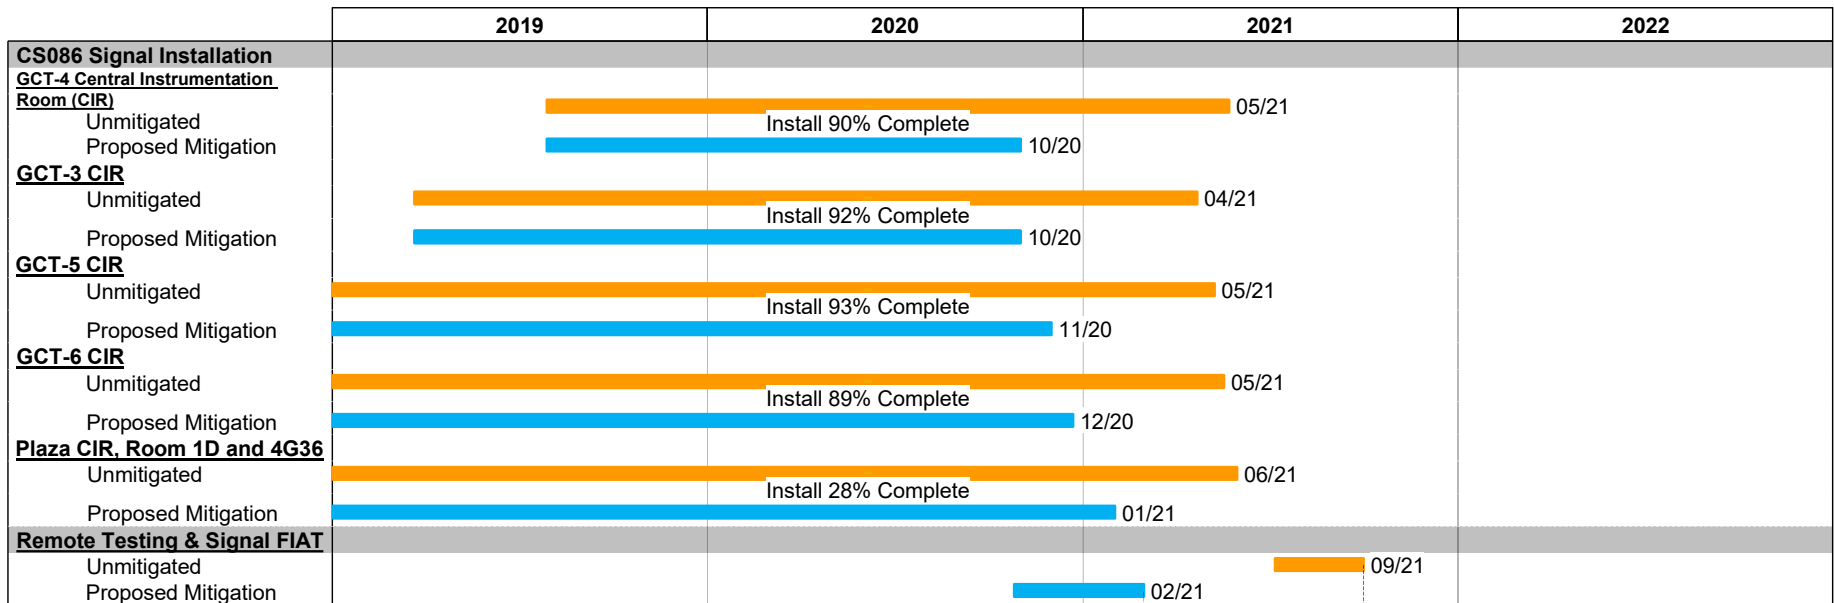 2019 2020 2021 2022
CS086 Signal Installation
GCT-4 Central Instrumentation
Room (CIR)
05/21
Unmitigated
Install 90% Complete
Proposed Mitigation 10/20
GCT-3 CIR
Unmitigated 04/21
Install 92% Complete
Proposed Mitigation 10/20
GCT-5 CIR
Unmitigated 05/21
Install 93% Complete
Proposed Mitigation 11/20
GCT-6 CIR
Unmitigated 05/21
Install 89% Complete
Proposed Mitigation 12/20
Plaza CIR, Room 1D and 4G36
Unmitigated 06/21
Install 28% Complete
Proposed Mitigation 01/21
Remote Testing & Signal FIAT
Unmitigated 09/21
Proposed Mitigation 02/21